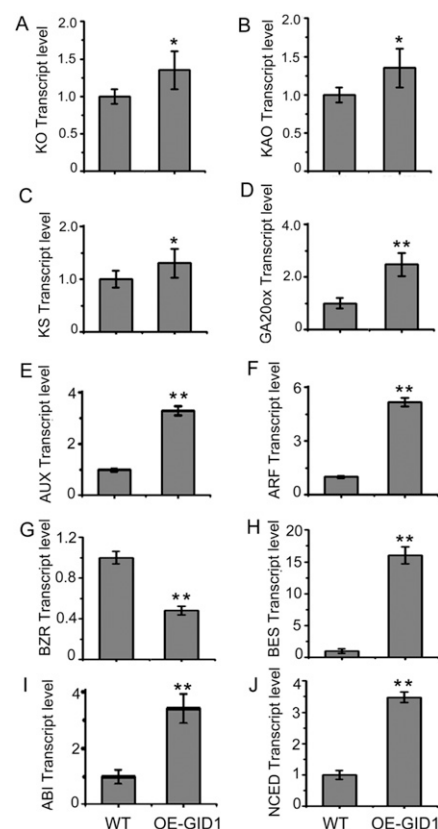 A
KO Transcript level
2.0
1.5
1.0
0.5
0
*
B
KAO Transcript level
2.0
1.5
1.0
0.5
0
*
C
KS Transcript level
2.0
1.0
0
*
D
GA20ox Transcript level
4.0
2.0
0
**
E
AUX Transcript level
4
2
0
**
F
ARF Transcript level
6
3
0
**
G
BZR Transcript level
1.2
0.8
0.4
0
**
H
BES Transcript level
16
12
8
4
0
**
I
ABI Transcript level
4
2
0
**
WT OE-GID1
J
NCED Transcript level
4
3
2
1
0
**
WT OE-GID1